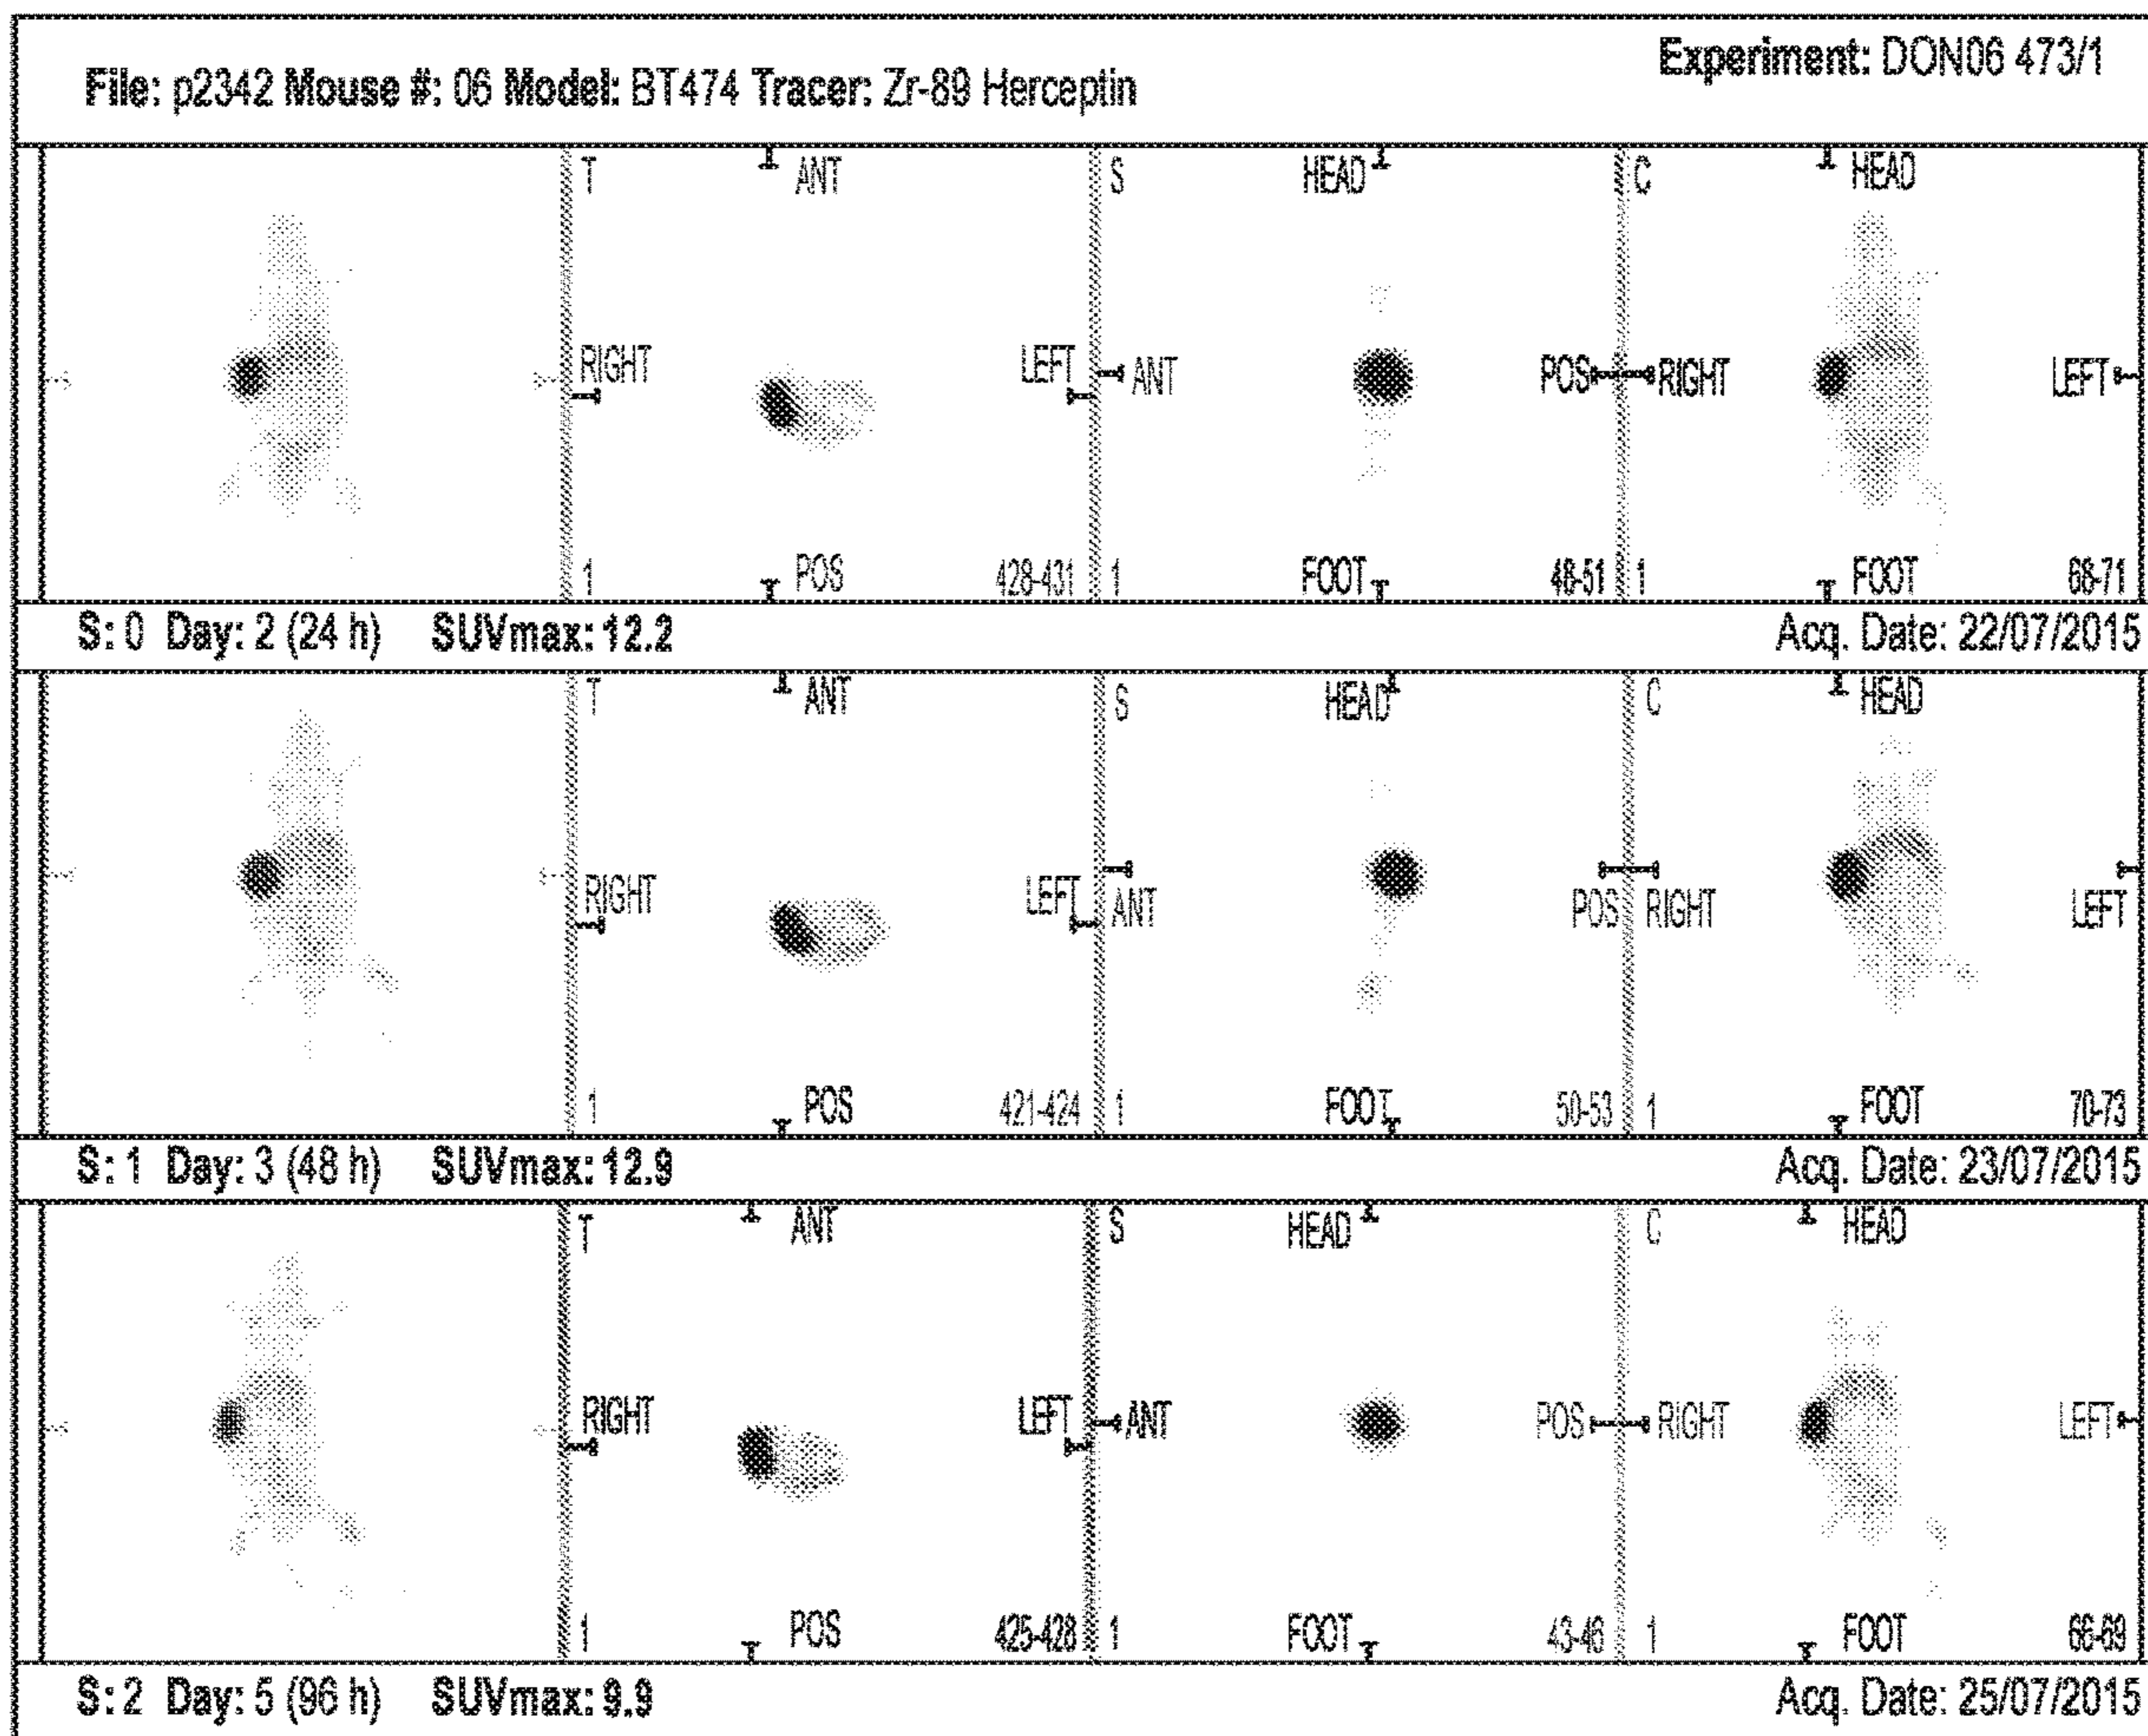 Experiment: DON06 473/1
File: p2342 Mouse #: 06 Model: BT474 Tracer: Zr-89 Herceptin
T ANT S HEAD C HEAD
RIGHT LEFT ANT POS RIGHT LEFT
1 POS 428-431 1 FOOT 48-51 1 FOOT 68-71
S: 0 Day: 2 (24 h) SUVmax: 12.2 Acq. Date: 22/07/2015
T ANT S HEAD C HEAD
RIGHT LEFT ANT POS RIGHT LEFT
1 POS 421-424 1 FOOT 50-53 1 FOOT 70-73
S: 1 Day: 3 (48 h) SUVmax: 12.9 Acq. Date: 23/07/2015
T ANT S HEAD C HEAD
RIGHT LEFT ANT POS RIGHT LEFT
1 POS 425-428 1 FOOT 43-46 1 FOOT 66-69
S: 2 Day: 5 (96 h) SUVmax: 9.9 Acq. Date: 25/07/2015